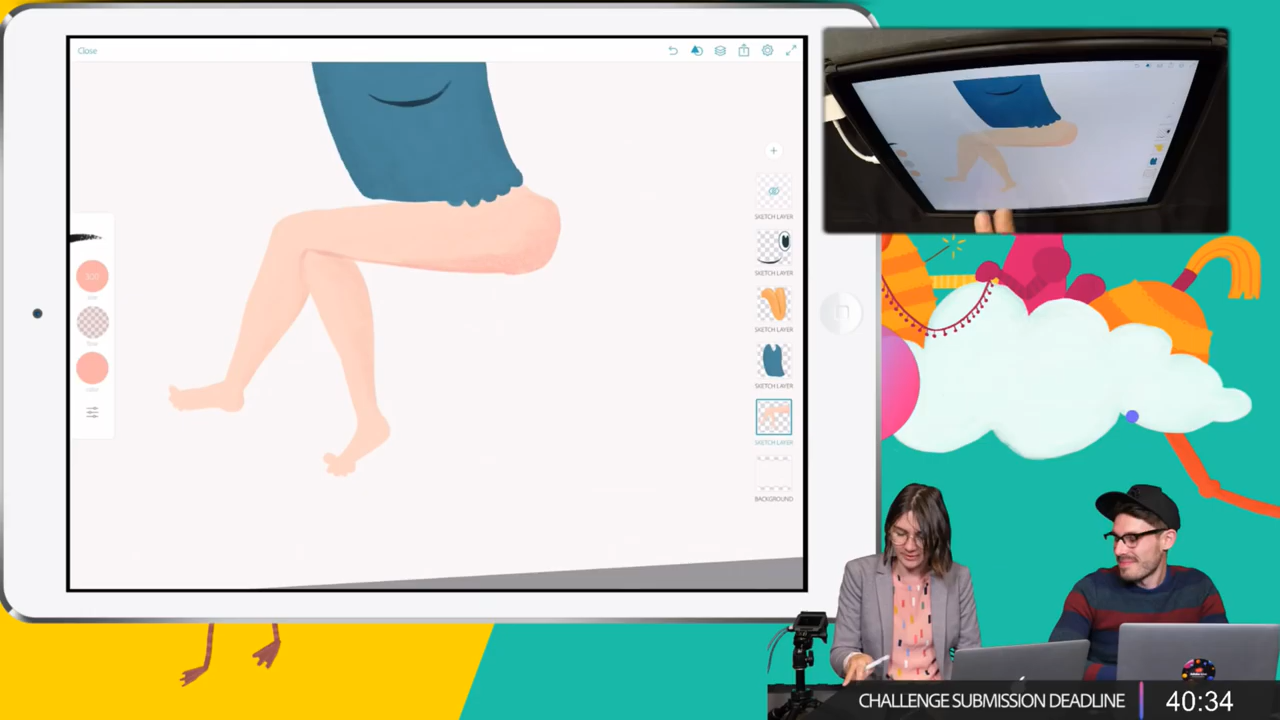 Close
SKETCH LAYER
SKETCH LAYER
SKETCH LAYER
SKETCH LAYER
SKETCH LAYER
BACKGROUND
CHALLENGE SUBMISSION DEADLINE
40:34